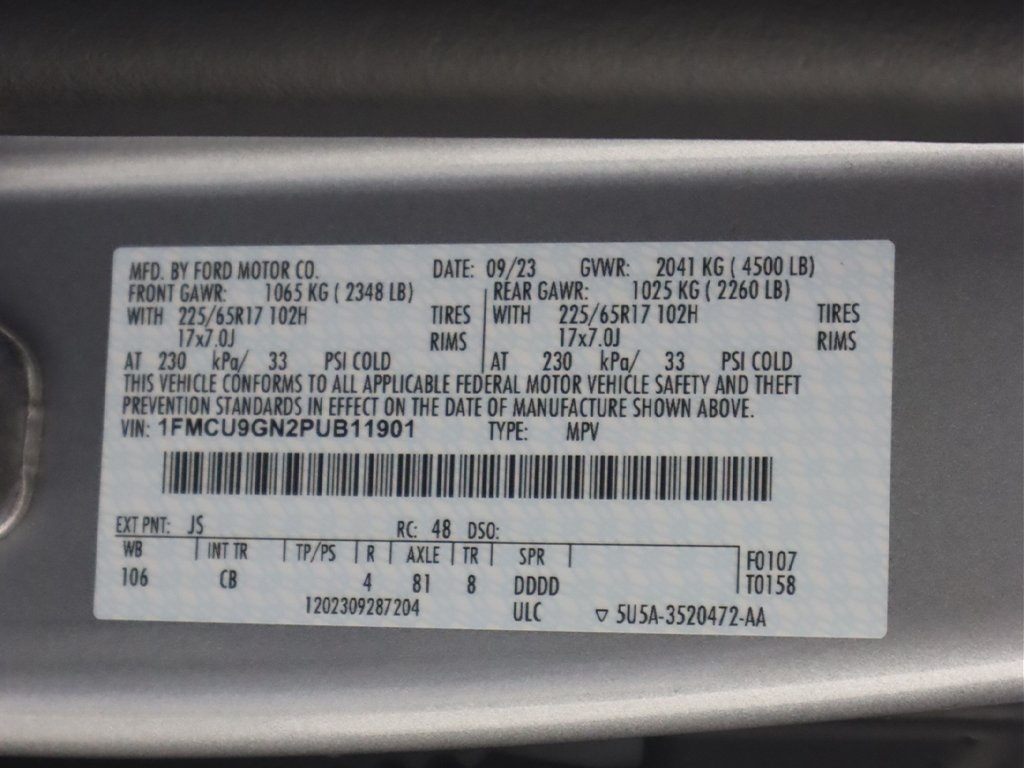 MFD. BY FORD MOTOR CO. DATE: 09/23 GVWR: 2041 KG ( 4500 LB)
FRONT GAWR: 1065 KG ( 2348 LB) REAR GAWR: 1025 KG ( 2260 LB)
WITH 225/65R17 102H TIRES WITH 225/65R17 102H TIRES
17x7.0J RIMS 17x7.0J RIMS
AT 230 kPa/ 33 PSI COLD AT 230 kPa/ 33 PSI COLD
THIS VEHICLE CONFORMS TO ALL APPLICABLE FEDERAL MOTOR VEHICLE SAFETY AND THEFT
PREVENTION STANDARDS IN EFFECT ON THE DATE OF MANUFACTURE SHOWN ABOVE.
VIN: 1FMCU9GN2PUB11901 TYPE: MPV
EXT PNT: JS RC: 48 DSO:
WB INT TR TP/PS R AXLE TR SPR F0107
106 CB 4 81 8 DDDD T0158
1202309287204 ULC ▽ 5U5A-3520472-AA